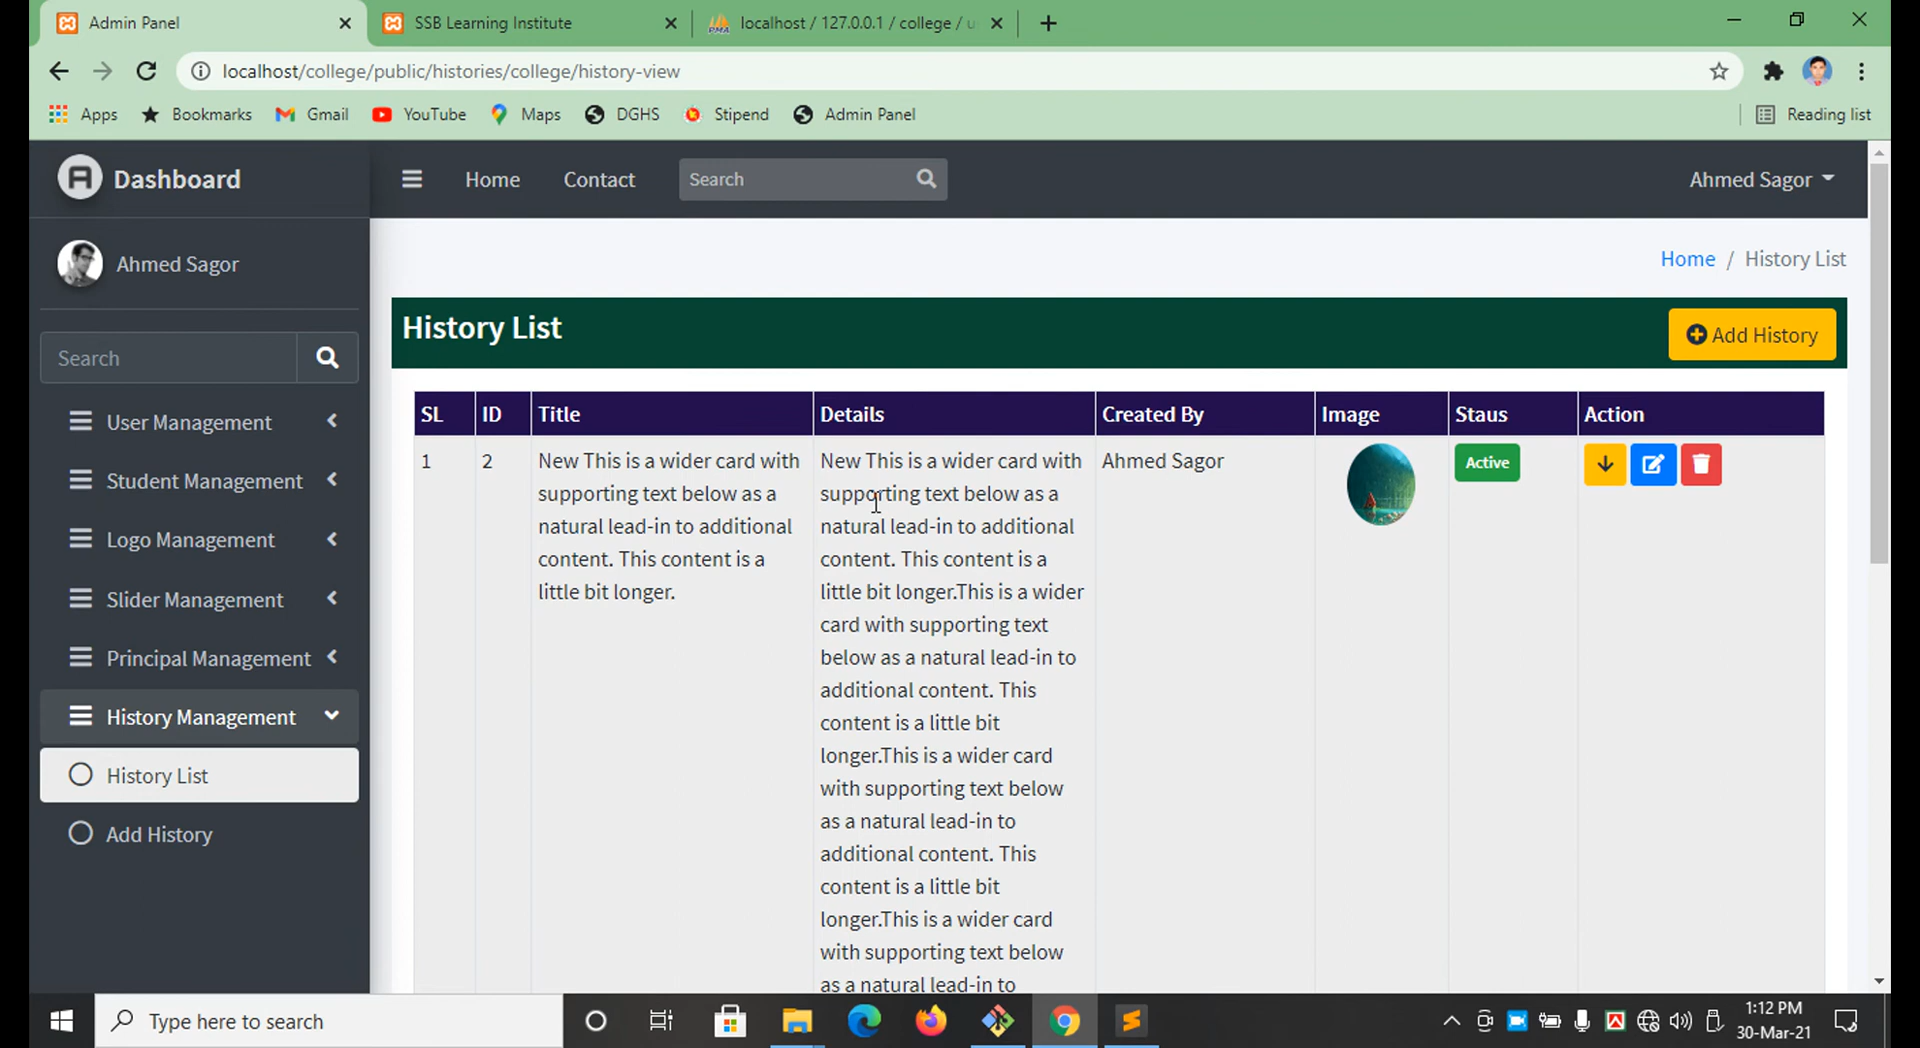 Admin Panel
SSB Learning Institute
localhost / 127.0.0.1 / college / u
localhost/college/public/histories/college/history-view
Apps
Bookmarks
Gmail
YouTube
Maps
DGHS
Stipend
Admin Panel
Reading list
Dashboard
Home
Contact
Search
Ahmed Sagor
Ahmed Sagor
Home / History List
History List
Add History
Search
User Management
Student Management
Logo Management
Slider Management
Principal Management
History Management
History List
Add History
SL
ID
Title
Details
Created By
Image
Staus
Action
1
2
New This is a wider card with
supporting text below as a
natural lead-in to additional
content. This content is a
little bit longer.
New This is a wider card with
supporting text below as a
natural lead-in to additional
content. This content is a
little bit longer.This is a wider
card with supporting text
below as a natural lead-in to
additional content. This
content is a little bit
longer.This is a wider card
with supporting text below
as a natural lead-in to
additional content. This
content is a little bit
longer.This is a wider card
with supporting text below
as a natural lead-in to
Ahmed Sagor
Active
Type here to search
1:12 PM
30-Mar-21